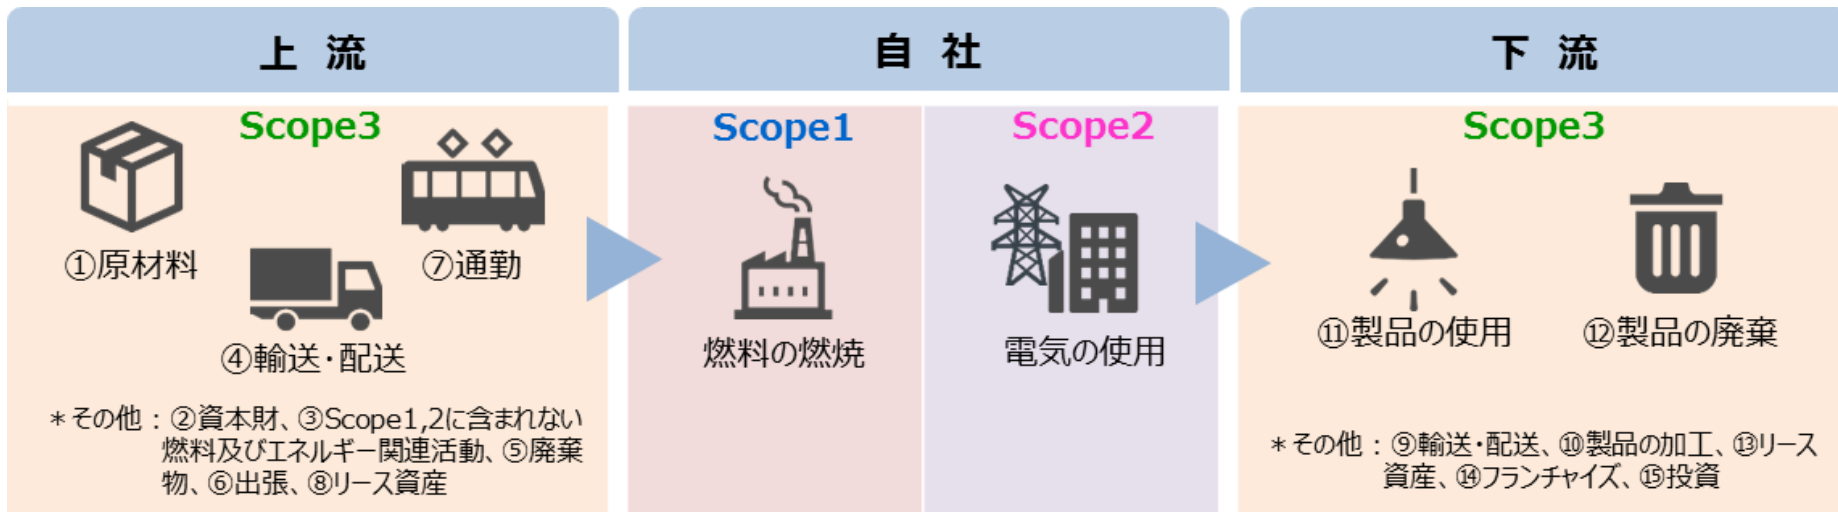 上 流
Scope3
①原材料
⑦通勤
④輸送・配送
＊その他：②資本財、③Scope1,2に含まれない
燃料及びエネルギー関連活動、⑤廃棄
物、⑥出張、⑧リース資産
自 社
Scope1
燃料の燃焼
Scope2
電気の使用
下 流
Scope3
⑪製品の使用
⑫製品の廃棄
＊その他：⑨輸送・配送、⑩製品の加工、⑬リース
資産、⑭フランチャイズ、⑮投資